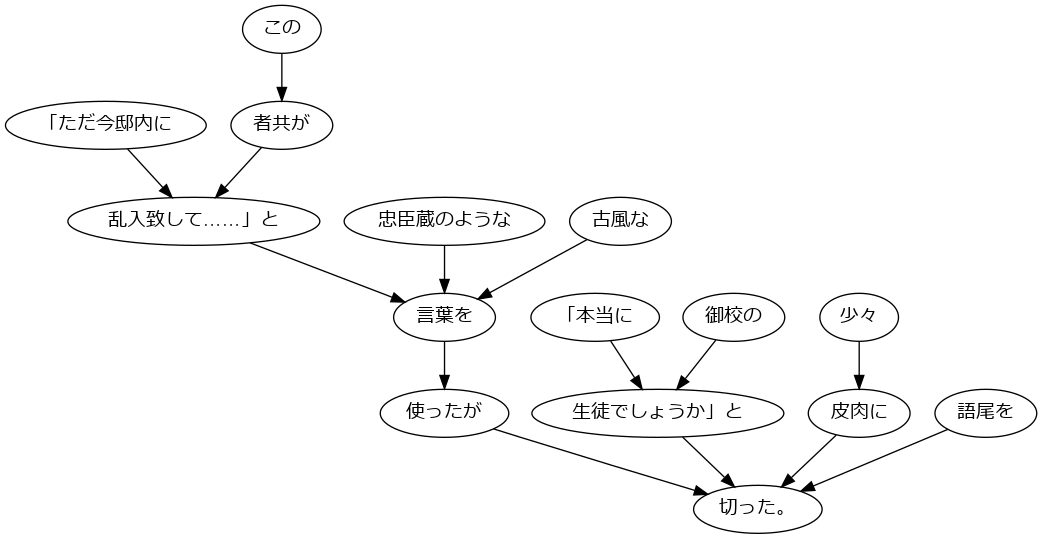 この
「ただ今邸内に
者共が
乱入致して……」と
忠臣蔵のような
古風な
言葉を
「本当に
御校の
少々
使ったが
生徒でしょうか」と
皮肉に
語尾を
切った。